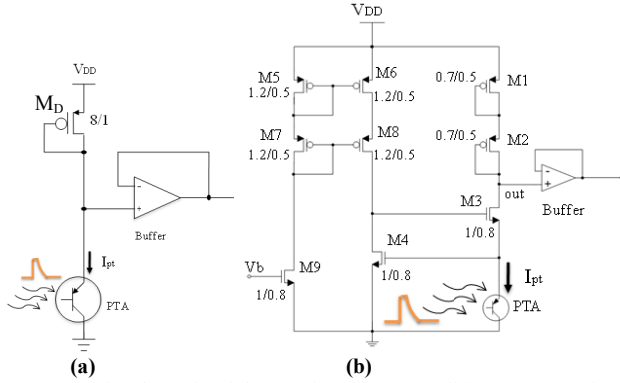 VDD
MD
8/1
-
+
Buffer
Ipt
PTA
(a)
VDD
M5
1.2/0.5
M6
1.2/0.5
0.7/0.5
M1
M7
1.2/0.5
M8
1.2/0.5
0.7/0.5
M2
-
+
out
Buffer
M3
1/0.8
M4
1/0.8
Vb
M9
1/0.8
Ipt
PTA
(b)